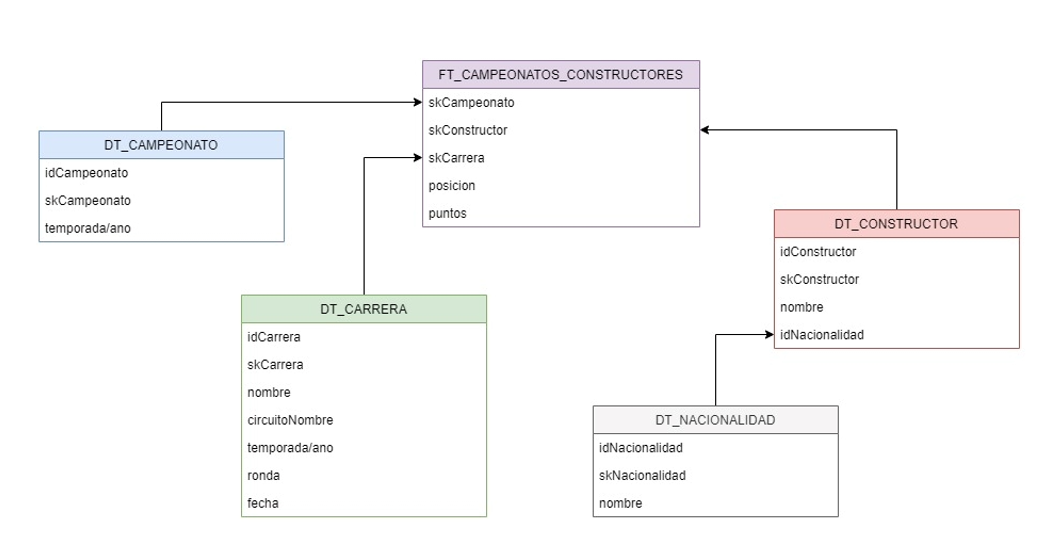 FT_CAMPEONATOS_CONSTRUCTORES
skCampeonato
skConstructor
skCarrera
posicion
puntos
DT_CAMPEONATO
idCampeonato
skCampeonato
temporada/ano
DT_CONSTRUCTOR
idConstructor
skConstructor
nombre
idNacionalidad
DT_CARRERA
idCarrera
skCarrera
nombre
circuitoNombre
temporada/ano
ronda
fecha
DT_NACIONALIDAD
idNacionalidad
skNacionalidad
nombre